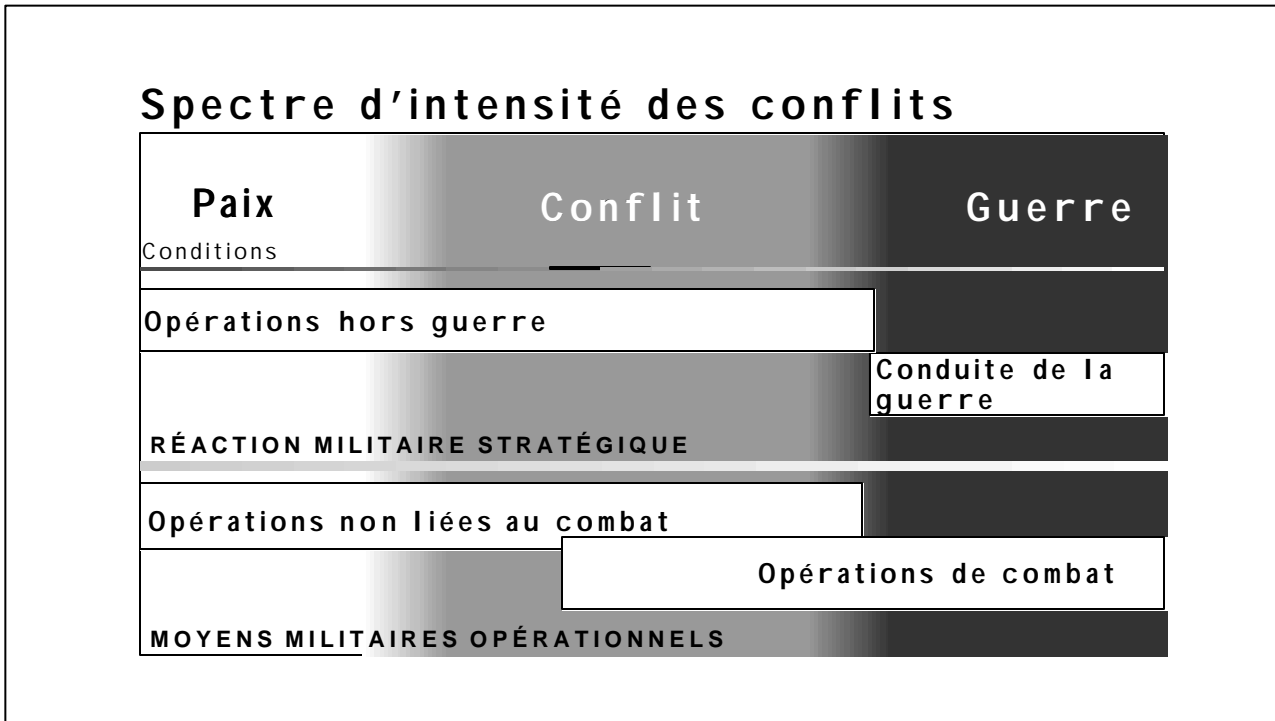 Spectre d'intensité des conflits
Paix Conflit Guerre
Conditions
Opérations hors guerre
Conduite de la
guerre
RÉACTION MILITAIRE STRATÉGIQUE
Opérations non liées au combat
Opérations de combat
MOYENS MILITAIRES OPÉRATIONNELS